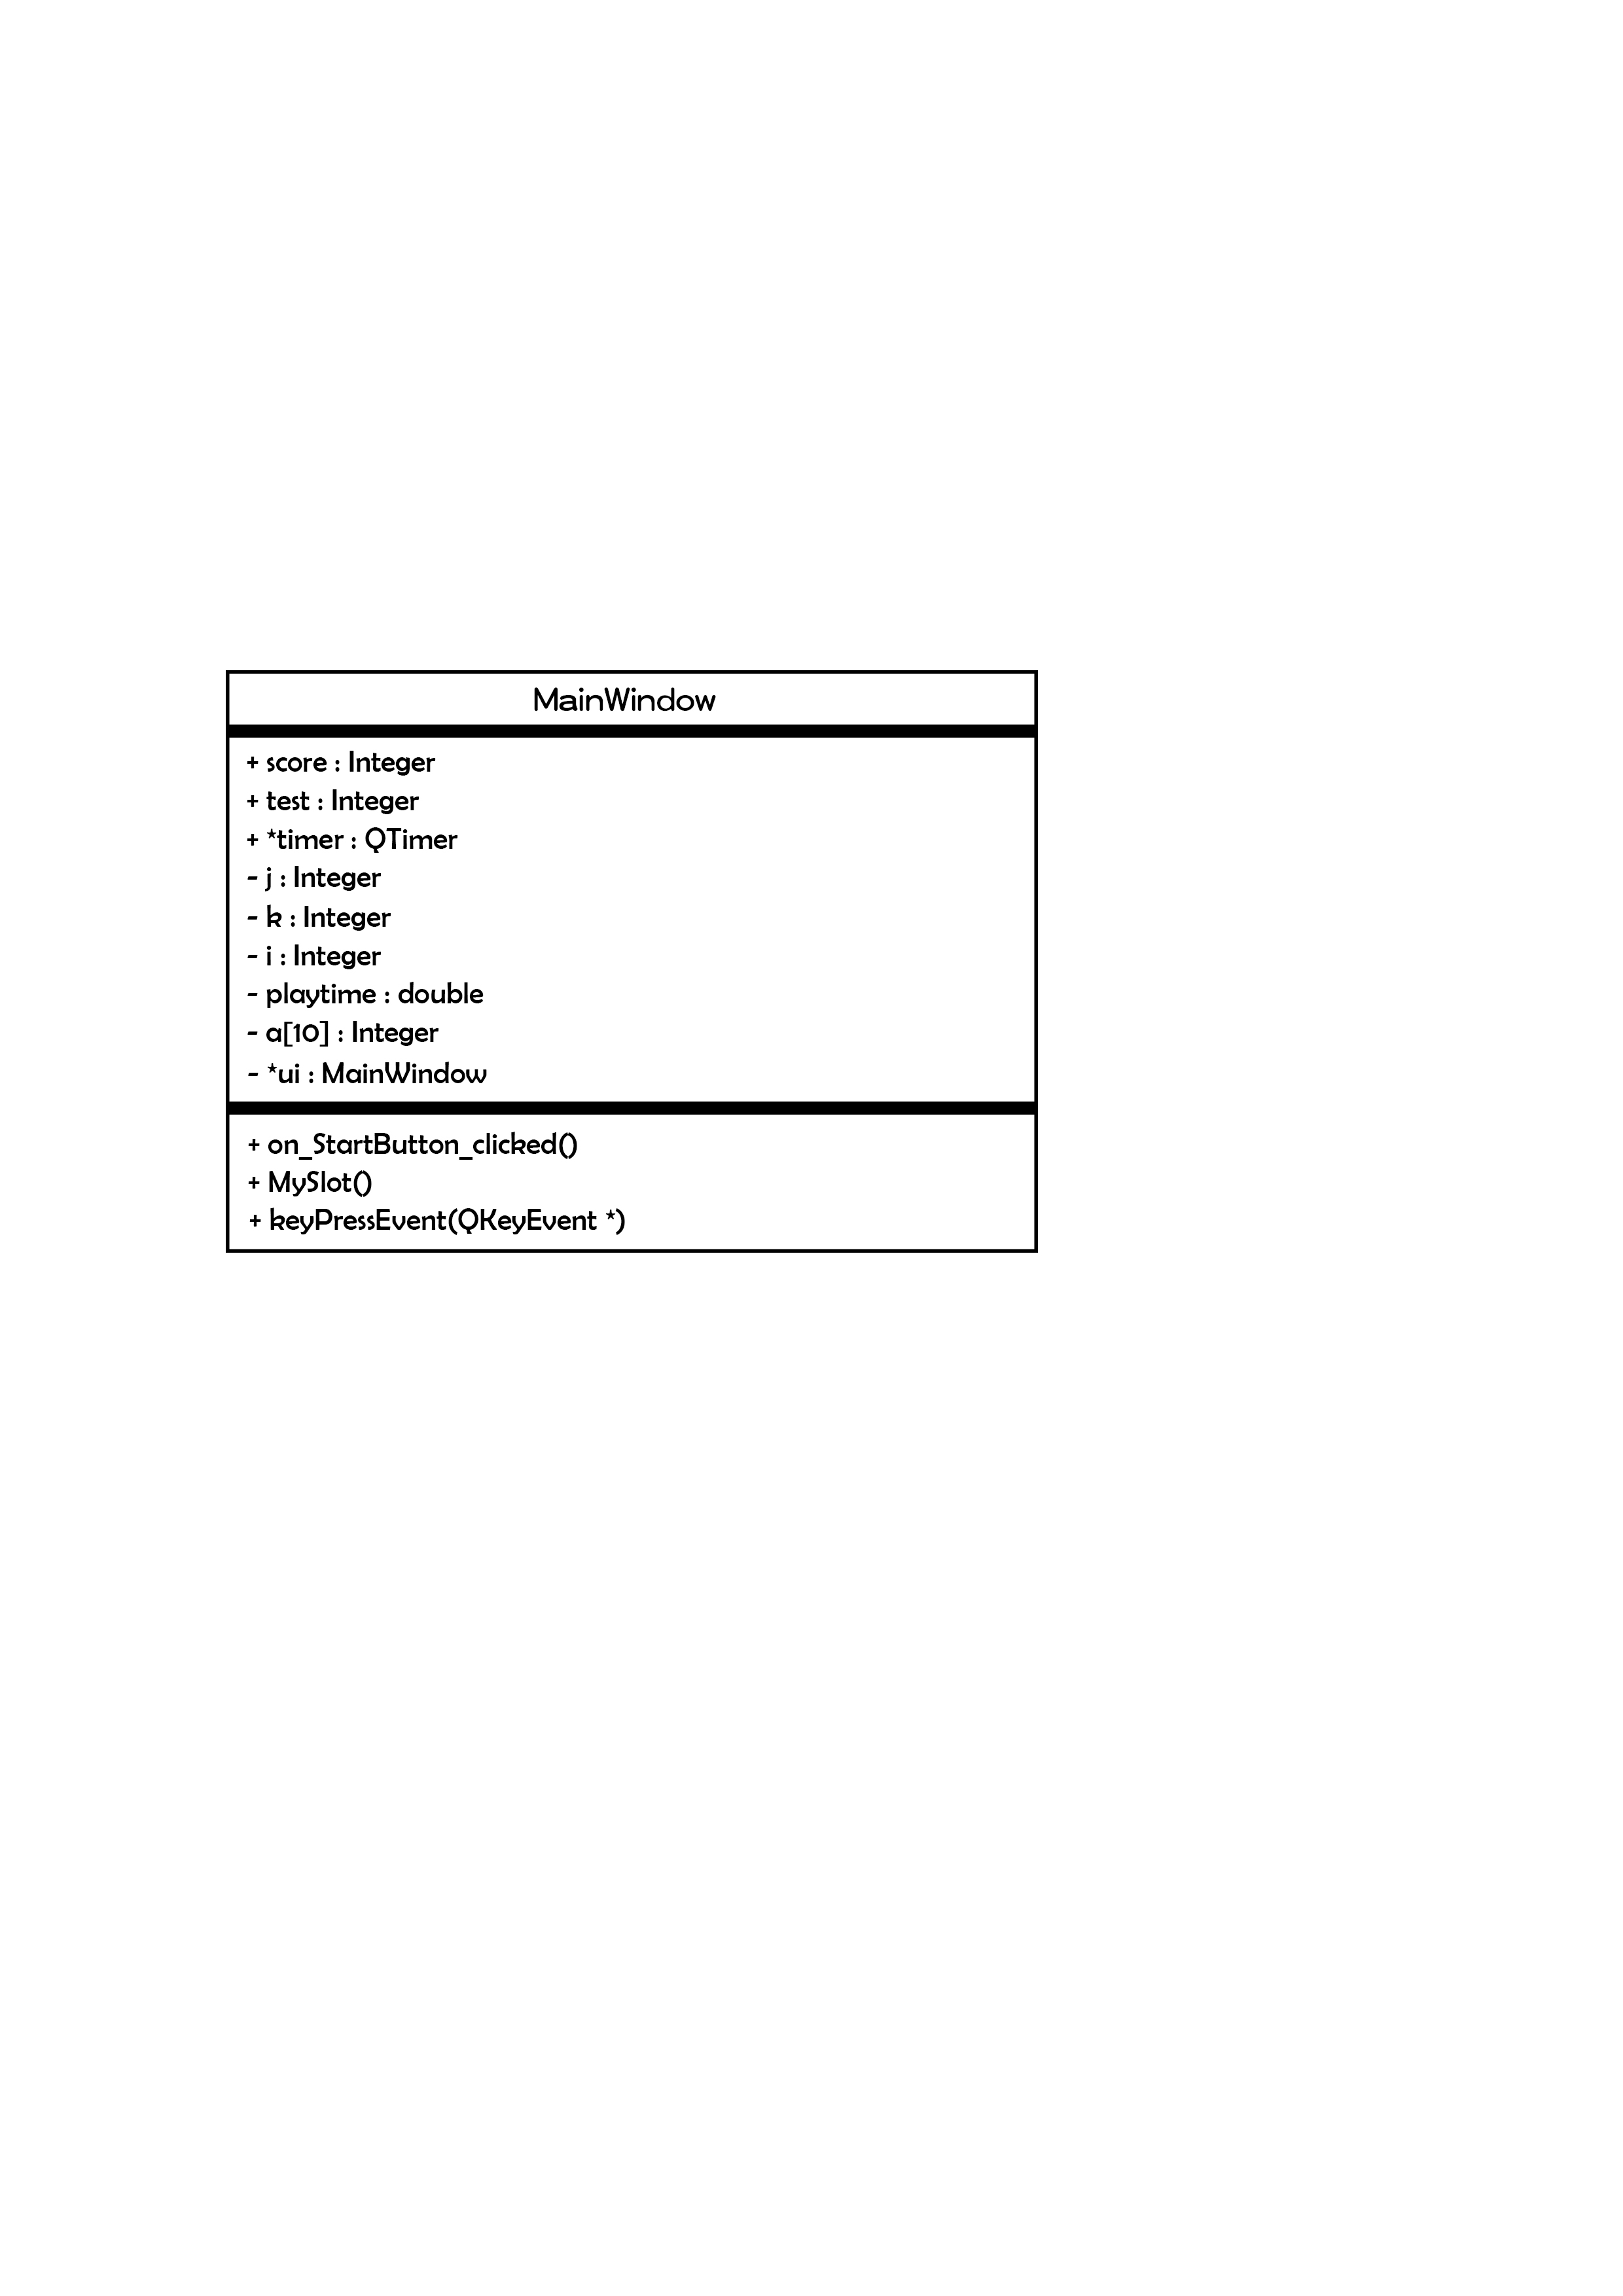 MainWindow
+ score : Integer
+ test : Integer
+ *timer : QTimer
- j : Integer
- k : Integer
- i : Integer
- playtime : double
- a[10] : Integer
- *ui : MainWindow
+ on_StartButton_clicked()
+ MySlot()
+ keyPressEvent(QKeyEvent *)